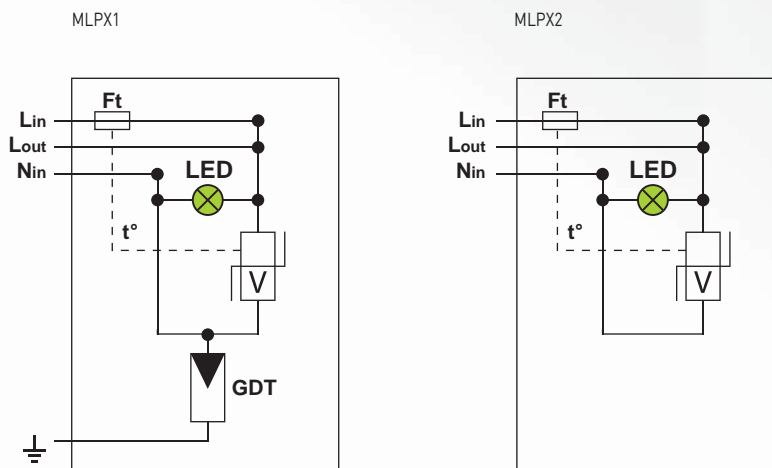 MLPX1
Ft
Lin
Lout
Nin
LED
t°
V
GDT
MLPX2
Ft
Lin
Lout
Nin
LED
t°
V